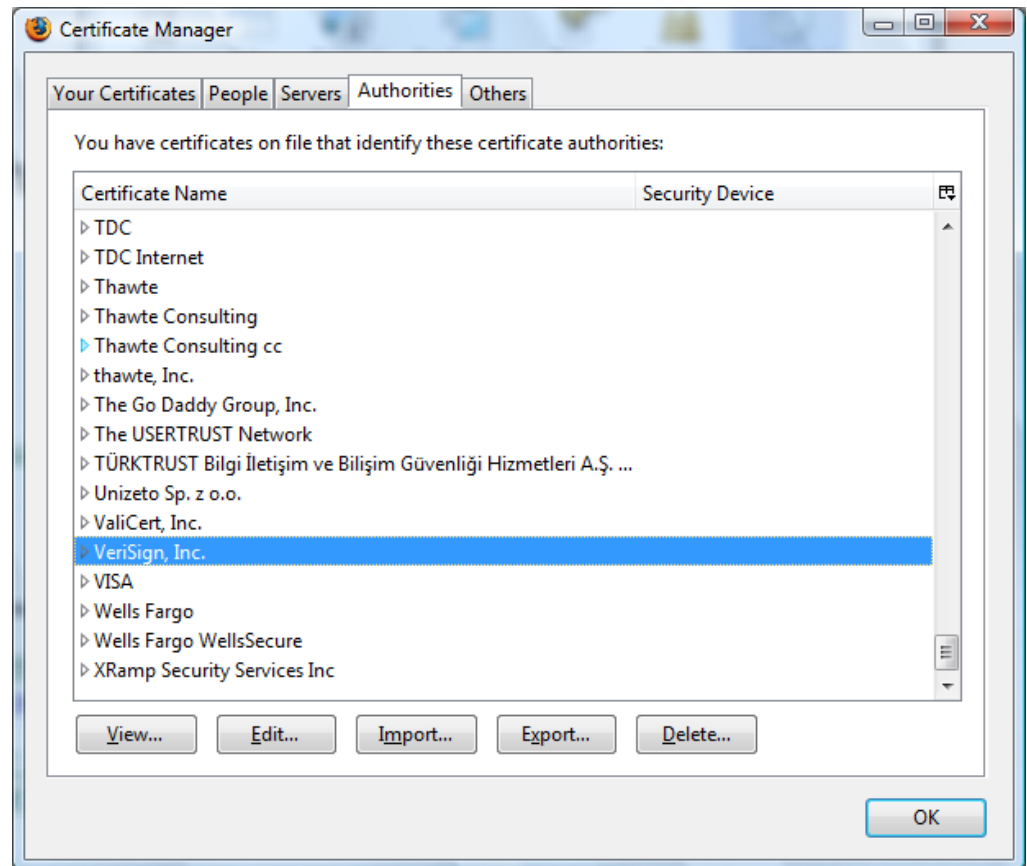 Certificate Manager
Your Certificates People Servers Authorities Others
You have certificates on file that identify these certificate authorities:
Certificate Name Security Device
TDC
TDC Internet
Thawte
Thawte Consulting
Thawte Consulting cc
thawte, Inc.
The Go Daddy Group, Inc.
The USERTRUST Network
TÜRKTRUST Bilgi İletişim ve Bilişim Güvenliği Hizmetleri A.Ş. ...
Unizeto Sp. z o.o.
ValiCert, Inc.
VeriSign, Inc.
VISA
Wells Fargo
Wells Fargo WellsSecure
XRamp Security Services Inc
View... Edit... Import... Export... Delete...
OK